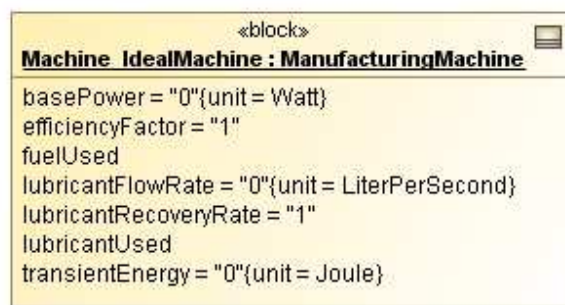 «block»
Machine_IdealMachine : ManufacturingMachine
basePower = "0"{unit = Watt}
efficiencyFactor = "1"
fuelUsed
lubricantFlowRate = "0"{unit = LiterPerSecond}
lubricantRecoveryRate = "1"
lubricantUsed
transientEnergy = "0"{unit = Joule}